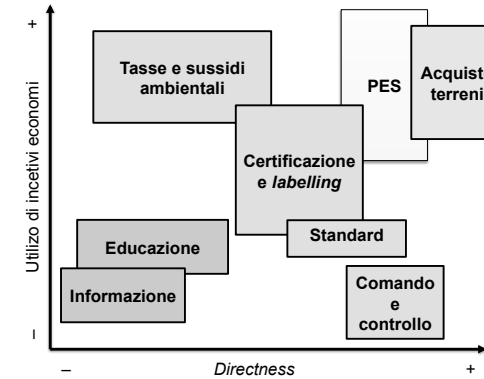 +
Tasse e sussidi
ambientali
PES
Acquist
terreni
Certificazione
e labelling
Standard
Educazione
Informazione
Comando
e
controllo
Utilizo di incetivi economi
–
–
Directness
+